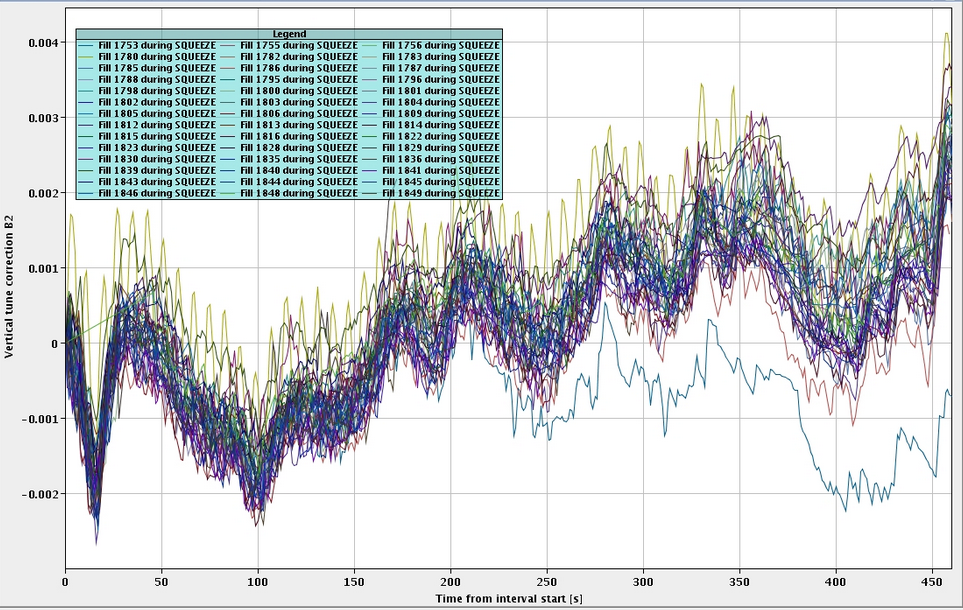 0.004
Legend
Fill 1753 during SQUEEZE Fill 1755 during SQUEEZE Fill 1756 during SQUEEZE
Fill 1780 during SQUEEZE Fill 1782 during SQUEEZE Fill 1783 during SQUEEZE
Fill 1785 during SQUEEZE Fill 1786 during SQUEEZE Fill 1787 during SQUEEZE
Fill 1788 during SQUEEZE Fill 1795 during SQUEEZE Fill 1796 during SQUEEZE
Fill 1798 during SQUEEZE Fill 1800 during SQUEEZE Fill 1801 during SQUEEZE
Fill 1802 during SQUEEZE Fill 1803 during SQUEEZE Fill 1804 during SQUEEZE
Fill 1805 during SQUEEZE Fill 1806 during SQUEEZE Fill 1809 during SQUEEZE
Fill 1812 during SQUEEZE Fill 1813 during SQUEEZE Fill 1814 during SQUEEZE
Fill 1815 during SQUEEZE Fill 1816 during SQUEEZE Fill 1822 during SQUEEZE
Fill 1823 during SQUEEZE Fill 1828 during SQUEEZE Fill 1829 during SQUEEZE
Fill 1830 during SQUEEZE Fill 1835 during SQUEEZE Fill 1836 during SQUEEZE
Fill 1839 during SQUEEZE Fill 1840 during SQUEEZE Fill 1841 during SQUEEZE
Fill 1843 during SQUEEZE Fill 1844 during SQUEEZE Fill 1845 during SQUEEZE
Fill 1846 during SQUEEZE Fill 1848 during SQUEEZE Fill 1849 during SQUEEZE
0.003
0.002
0.001
0
-0.001
-0.002
Vertical tune correction B2
0 50 100 150 200 250 300 350 400 450
Time from interval start [s]